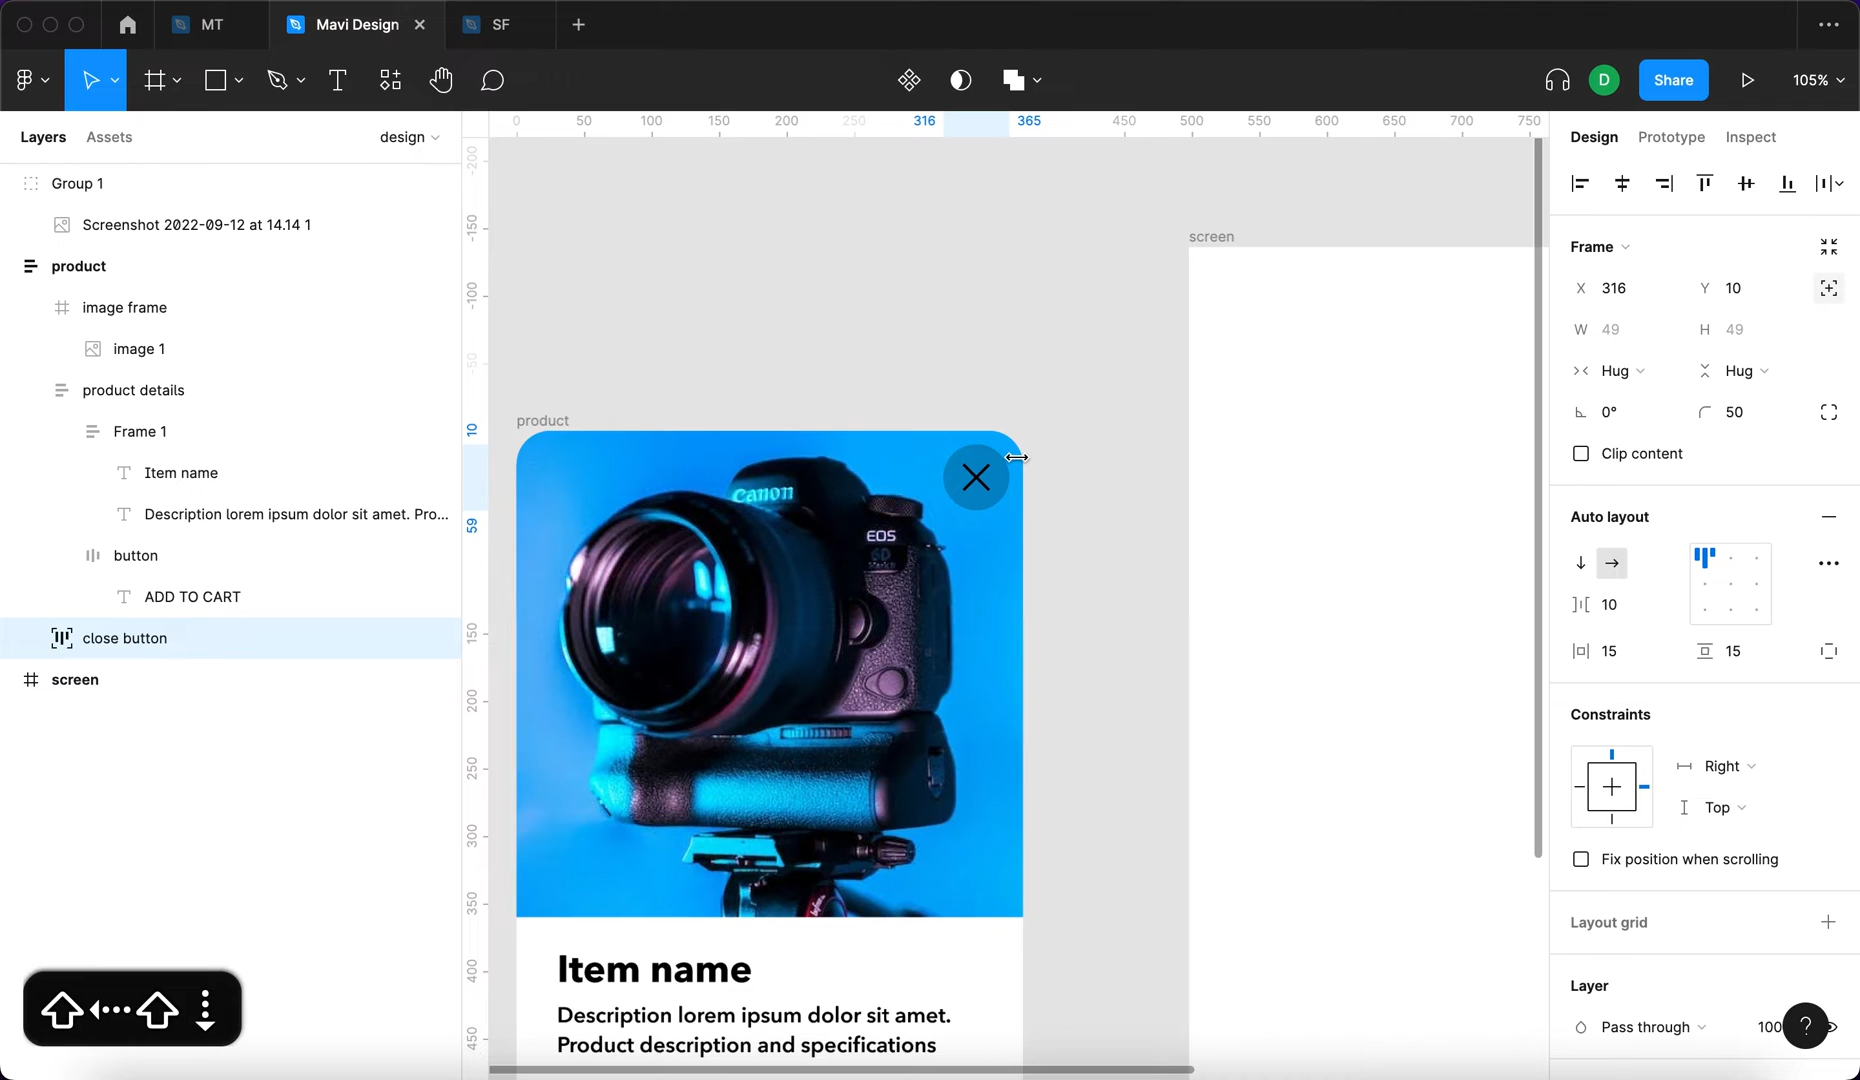 MT
Mavi Design
SF
Share
D
105%
Layers
Assets
design
Group 1
Screenshot 2022-09-12 at 14.14 1
product
image frame
image 1
product details
Frame 1
Item name
Description lorem ipsum dolor sit amet. Pro...
button
ADD TO CART
close button
screen
0 50 100 150 200 250 316 365 450 500 550 600 650 700 750
-200
-150
-100
-50
10
59
150
200
250
300
350
400
450
screen
product
Canon
EOS
6D
Item name
Description lorem ipsum dolor sit amet.
Product description and specifications
Design
Prototype
Inspect
Frame
X 316
Y 10
W 49
H 49
Hug
Hug
0°
50
Clip content
Auto layout
10
15
15
Constraints
Right
Top
Fix position when scrolling
Layout grid
Layer
Pass through
100
?